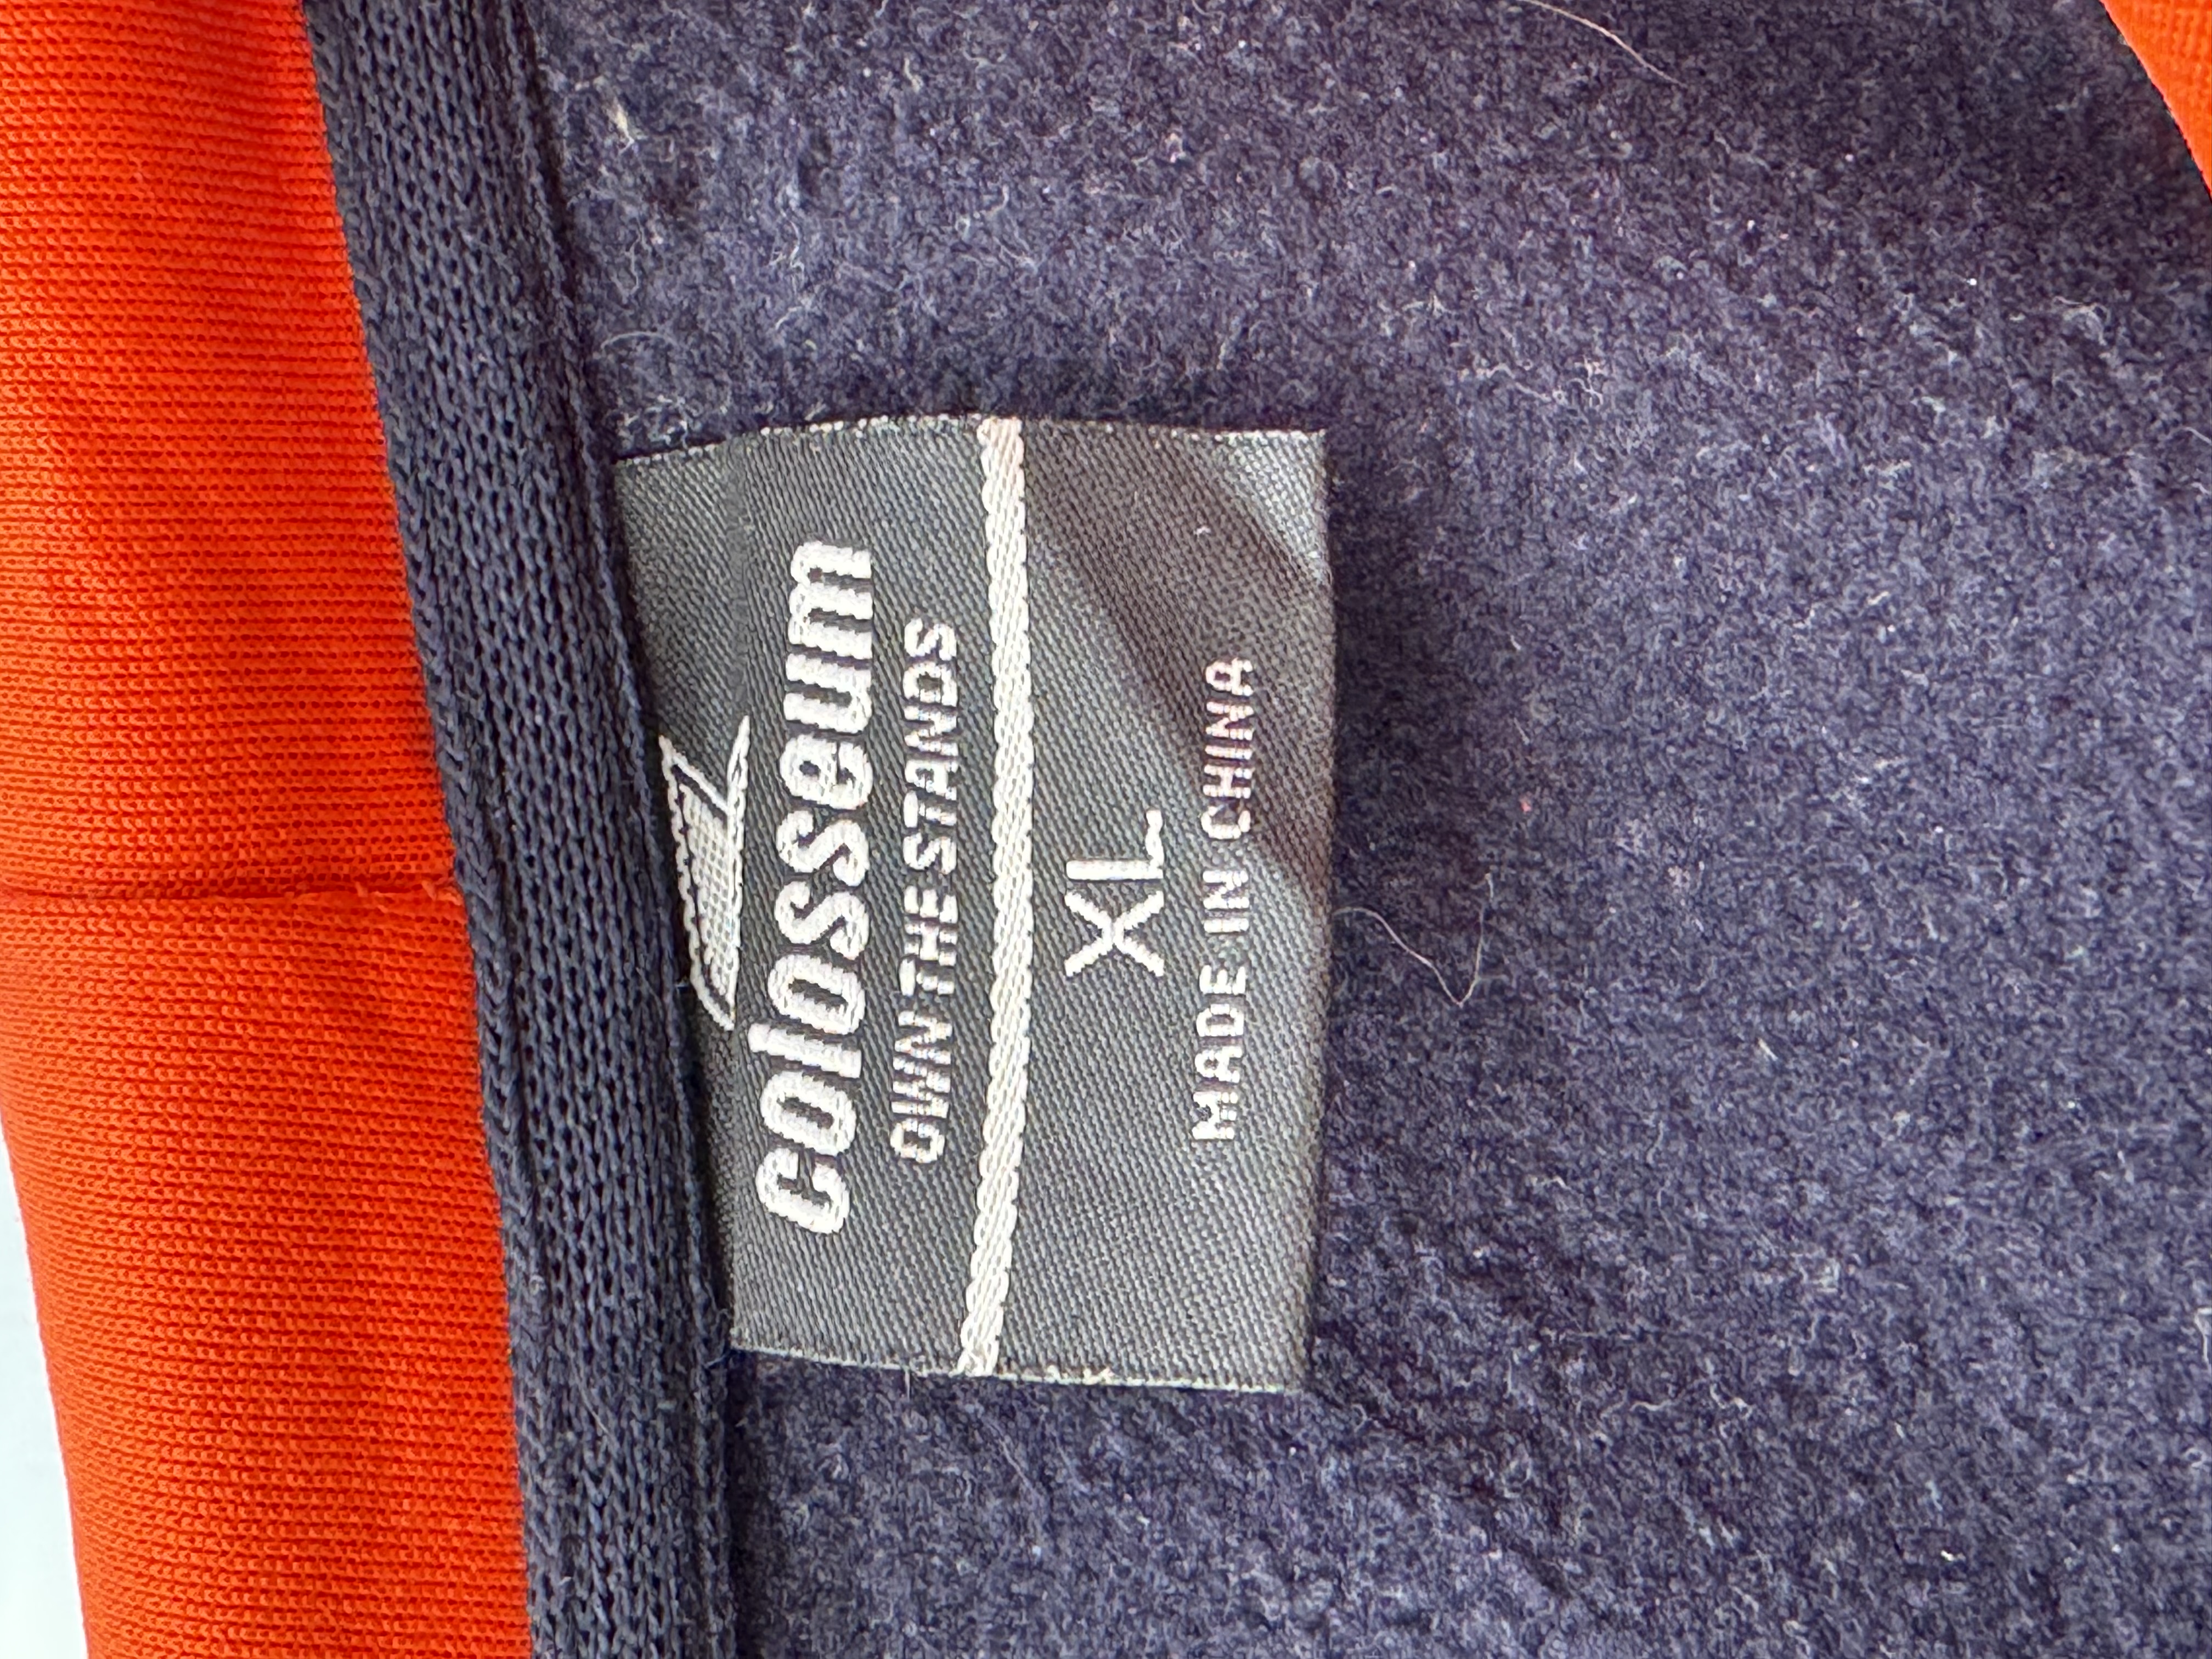 colosseum
OWN THE STANDS
XL
MADE IN CHINA